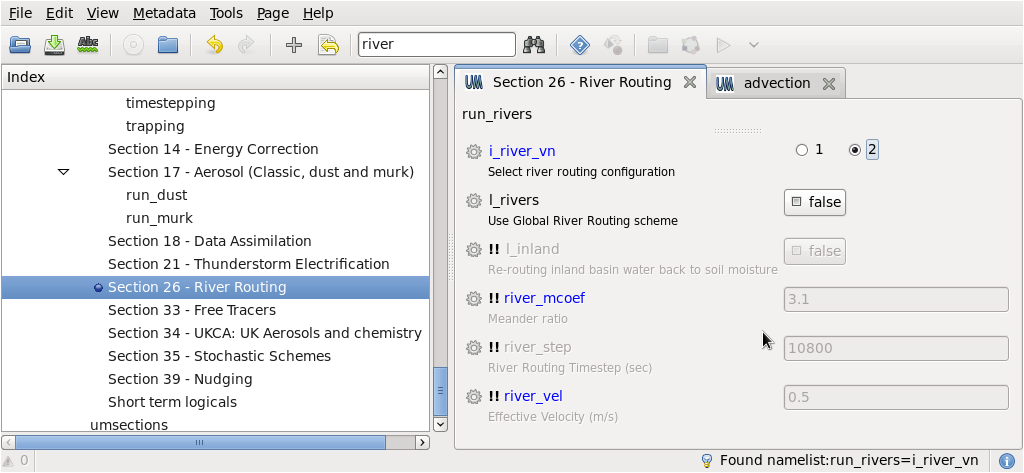 File Edit View Metadata Tools Page Help
Abc river
Index
timestepping
trapping
Section 14 - Energy Correction
Section 17 - Aerosol (Classic, dust and murk)
run_dust
run_murk
Section 18 - Data Assimilation
Section 21 - Thunderstorm Electrification
Section 26 - River Routing
Section 33 - Free Tracers
Section 34 - UKCA: UK Aerosols and chemistry
Section 35 - Stochastic Schemes
Section 39 - Nudging
Short term logicals
umsections
0
UM Section 26 - River Routing UM advection
run_rivers
i_river_vn 1 2
Select river routing configuration
l_rivers false
Use Global River Routing scheme
!! l_inland false
Re-routing inland basin water back to soil moisture
!! river_mcoef 3.1
Meander ratio
!! river_step 10800
River Routing Timestep (sec)
!! river_vel 0.5
Effective Velocity (m/s)
Found namelist:run_rivers=i_river_vn